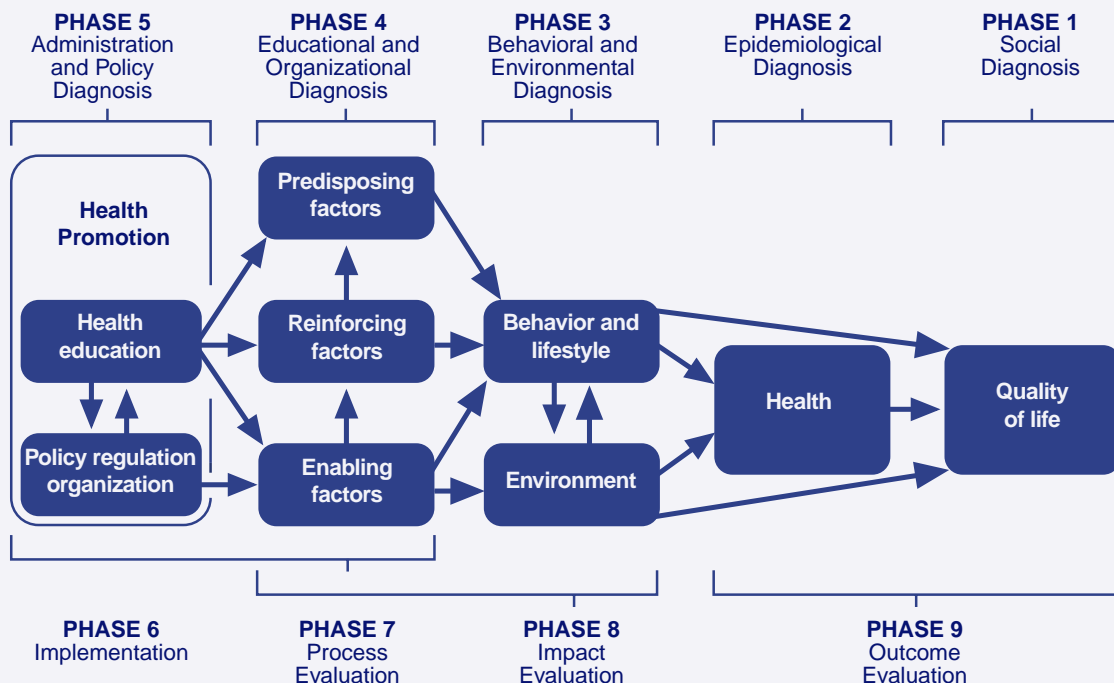 PHASE 5
Administration
and Policy
Diagnosis
PHASE 4
Educational and
Organizational
Diagnosis
PHASE 3
Behavioral and
Environmental
Diagnosis
PHASE 2
Epidemiological
Diagnosis
PHASE 1
Social
Diagnosis
Health
Promotion
Predisposing
factors
Health
education
Reinforcing
factors
Behavior and
lifestyle
Health
Quality
of life
Policy regulation
organization
Enabling
factors
Environment
PHASE 6
Implementation
PHASE 7
Process
Evaluation
PHASE 8
Impact
Evaluation
PHASE 9
Outcome
Evaluation